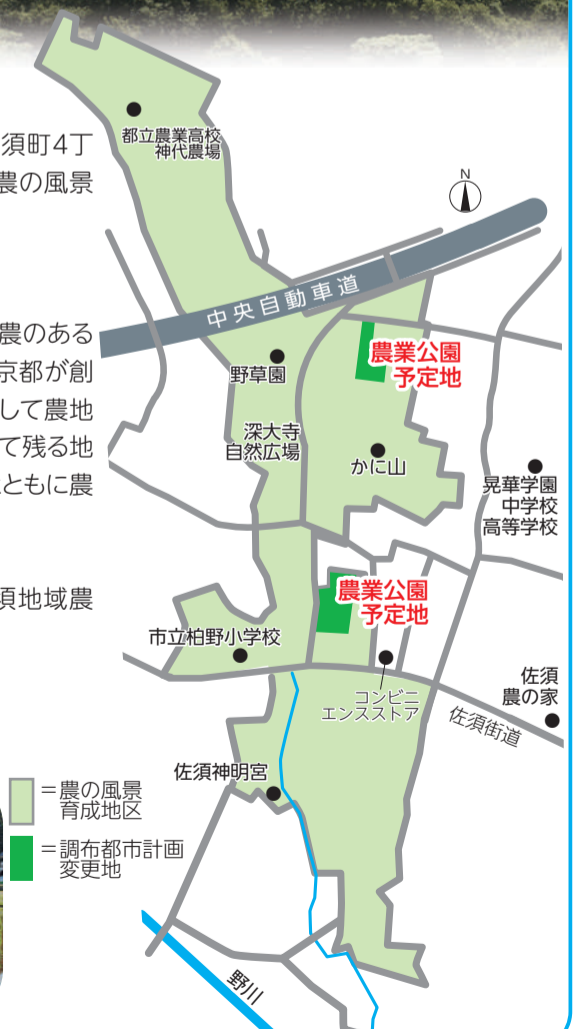 須町4丁
農の風景
農のある
京都が創
して農地
て残る地
ともに農
須地域農
都立農業高校
神代農場
N
中央自動車道
農業公園
予定地
野草園
深大寺
自然広場
かに山
晃華学園
中学校
高等学校
農業公園
予定地
市立柏野小学校
コンビニ
エンスストア
佐須
農の家
佐須街道
佐須神明宮
=農の風景
育成地区
=調布都市計画
変更地
野川